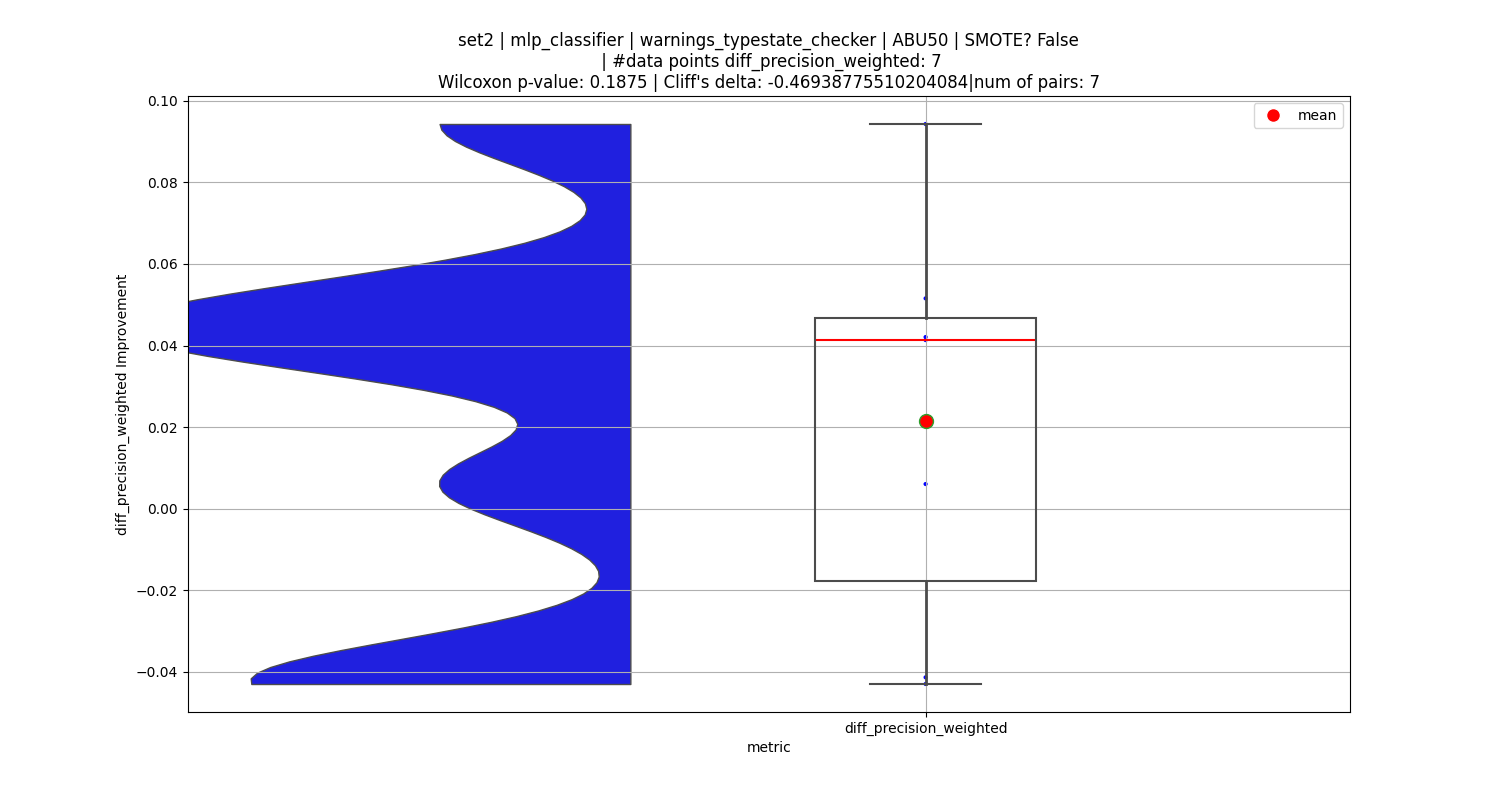 set2 | mlp_classifier | warnings_typestate_checker | ABU50 | SMOTE? False
| #data points diff_precision_weighted: 7
Wilcoxon p-value: 0.1875 | Cliff's delta: -0.46938775510204084|num of pairs: 7
mean
0.10
0.08
0.06
0.04
0.02
0.00
−0.02
−0.04
diff_precision_weighted Improvement
diff_precision_weighted
metric